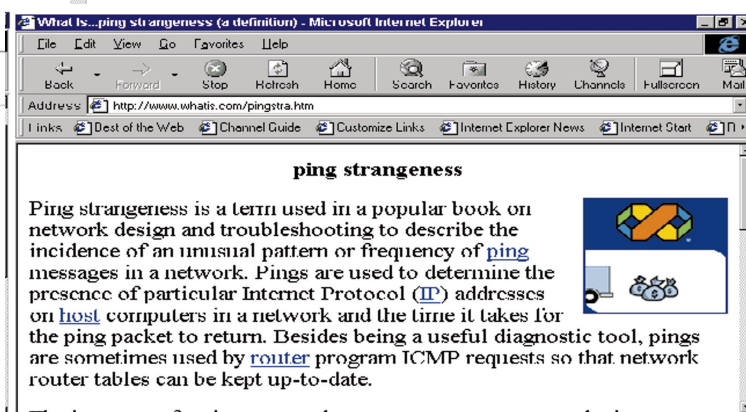 What Is...ping strangeness (a definition) - Microsoft Internet Explorer
File Edit View Go Favorites Help
Back Forward Stop Refresh Home Search Favorites History Channels Fullscreen Mail
Address http://www.whatis.com/pingstra.htm
Links Best of the Web Channel Guide Customize Links Internet Explorer News Internet Start
ping strangeness
Ping strangeness is a term used in a popular book on
network design and troubleshooting to describe the
incidence of an unusual pattern or frequency of ping
messages in a network. Pings are used to determine the
presence of particular Internet Protocol (IP) addresses
on host computers in a network and the time it takes for
the ping packet to return. Besides being a useful diagnostic tool, pings
are sometimes used by router program ICMP requests so that network
router tables can be kept up-to-date.